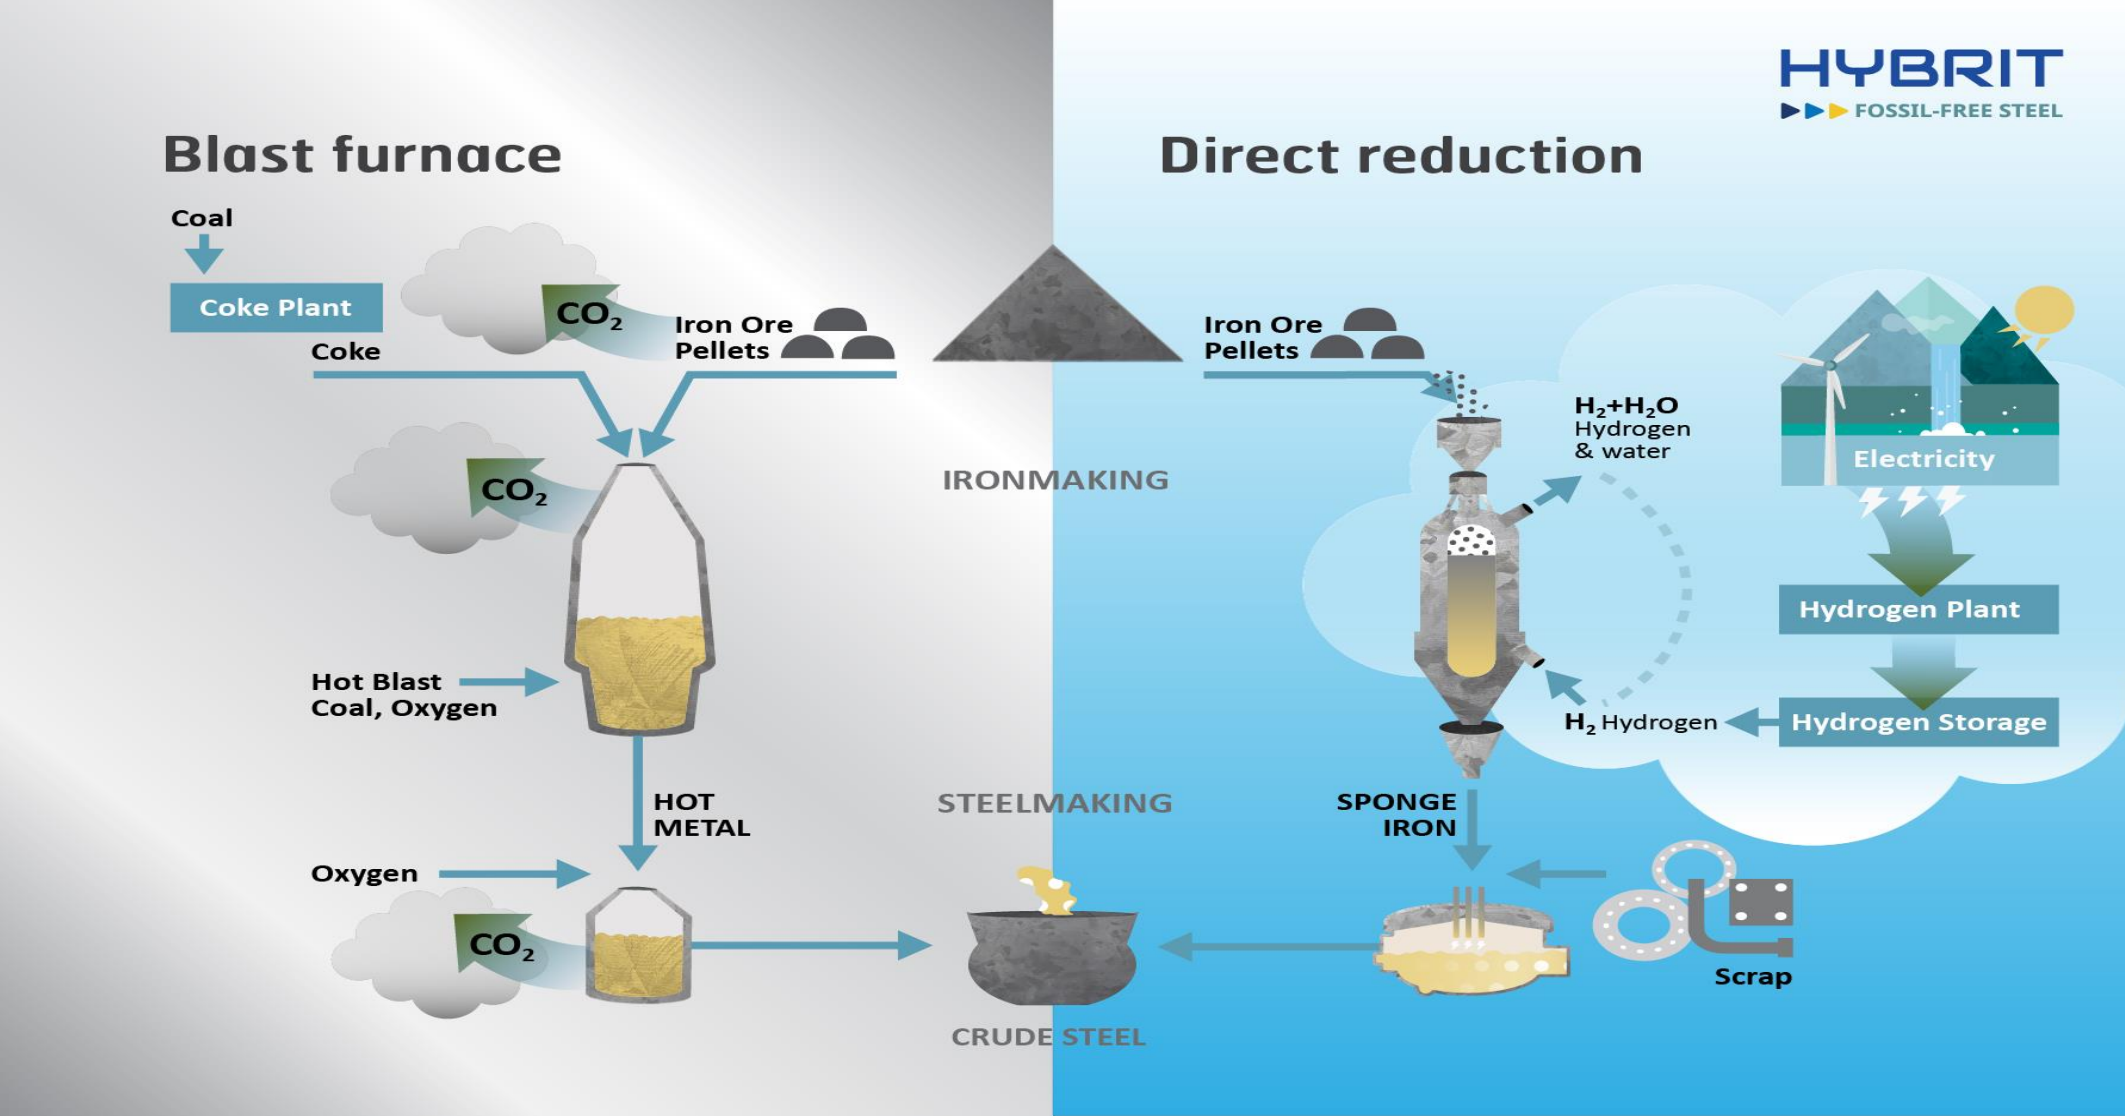 HYBRIT
FOSSIL-FREE STEEL
Blast furnace
Coal
Coke Plant
Coke
CO₂
Iron Ore
Pellets
CO₂
Hot Blast
Coal, Oxygen
HOT
METAL
Oxygen
CO₂
IRONMAKING
STEELMAKING
CRUDE STEEL
Direct reduction
Iron Ore
Pellets
H₂+H₂O
Hydrogen
& water
Electricity
Hydrogen Plant
Hydrogen Storage
H₂ Hydrogen
SPONGE
IRON
Scrap